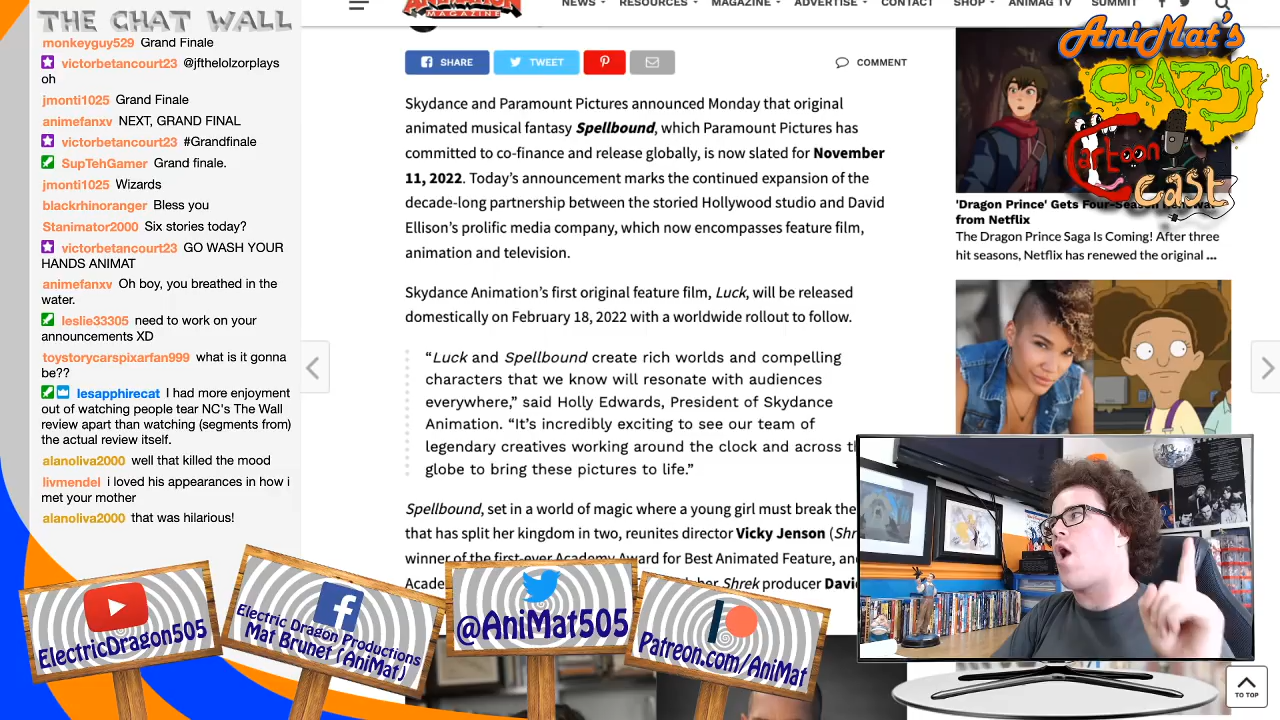 THE CHAT WALL
monkeyguy529 Grand Finale
victorbetancourt23 @jfthelolzorplays
oh
jmonti1025 Grand Finale
animefanxv NEXT, GRAND FINAL
victorbetancourt23 #Grandfinale
SupTehGamer Grand finale.
jmonti1025 Wizards
blackrhinoranger Bless you
Stanimator2000 Six stories today?
victorbetancourt23 GO WASH YOUR
HANDS ANIMAT
animefanxv Oh boy, you breathed in the
water.
leslie33305 need to work on your
announcements XD
toystorycarspixarfan999 what is it gonna
be??
lesapphirecat I had more enjoyment
out of watching people tear NC's The Wall
review apart than watching (segments from)
the actual review itself.
alanoliva2000 well that killed the mood
livmendel i loved his appearances in how i
met your mother
alanoliva2000 that was hilarious!
MAGAZINE
NEWS RESOURCES MAGAZINE ADVERTISE CONTACT SHOP ANIMAG TV SUMMIT
SHARE TWEET COMMENT
Skydance and Paramount Pictures announced Monday that original
animated musical fantasy Spellbound, which Paramount Pictures has
committed to co-finance and release globally, is now slated for November
11, 2022. Today's announcement marks the continued expansion of the
decade-long partnership between the storied Hollywood studio and David
Ellison's prolific media company, which now encompasses feature film,
animation and television.
Skydance Animation's first original feature film, Luck, will be released
domestically on February 18, 2022 with a worldwide rollout to follow.
“Luck and Spellbound create rich worlds and compelling
characters that we know will resonate with audiences
everywhere,” said Holly Edwards, President of Skydance
Animation. “It's incredibly exciting to see our team of
legendary creatives working around the clock and across th
globe to bring these pictures to life.”
Spellbound, set in a world of magic where a young girl must break the
that has split her kingdom in two, reunites director Vicky Jenson (Shr
winner of the first-ever Academy Award for Best Animated Feature, and
Acade
her Shrek producer David
AniMat's
CRAZY
Cartoon
Cast
'Dragon Prince' Gets Four-Season
from Netflix
The Dragon Prince Saga Is Coming! After three
hit seasons, Netflix has renewed the original ...
ElectricDragon505
Electric Dragon Productions
Mat Brunet (AniMat)
@AniMat505
Patreon.com/AniMat
TO TOP